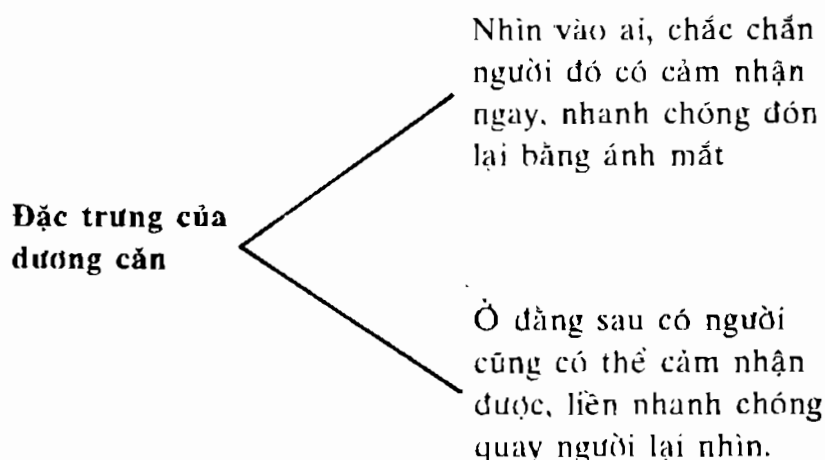 Nhìn vào ai, chắc chắn
người đó có cảm nhận
ngay, nhanh chóng đón
lại bằng ánh mắt
Đặc trưng của
dương căn
Ở đằng sau có người
cũng có thể cảm nhận
được, liền nhanh chóng
quay người lại nhìn.